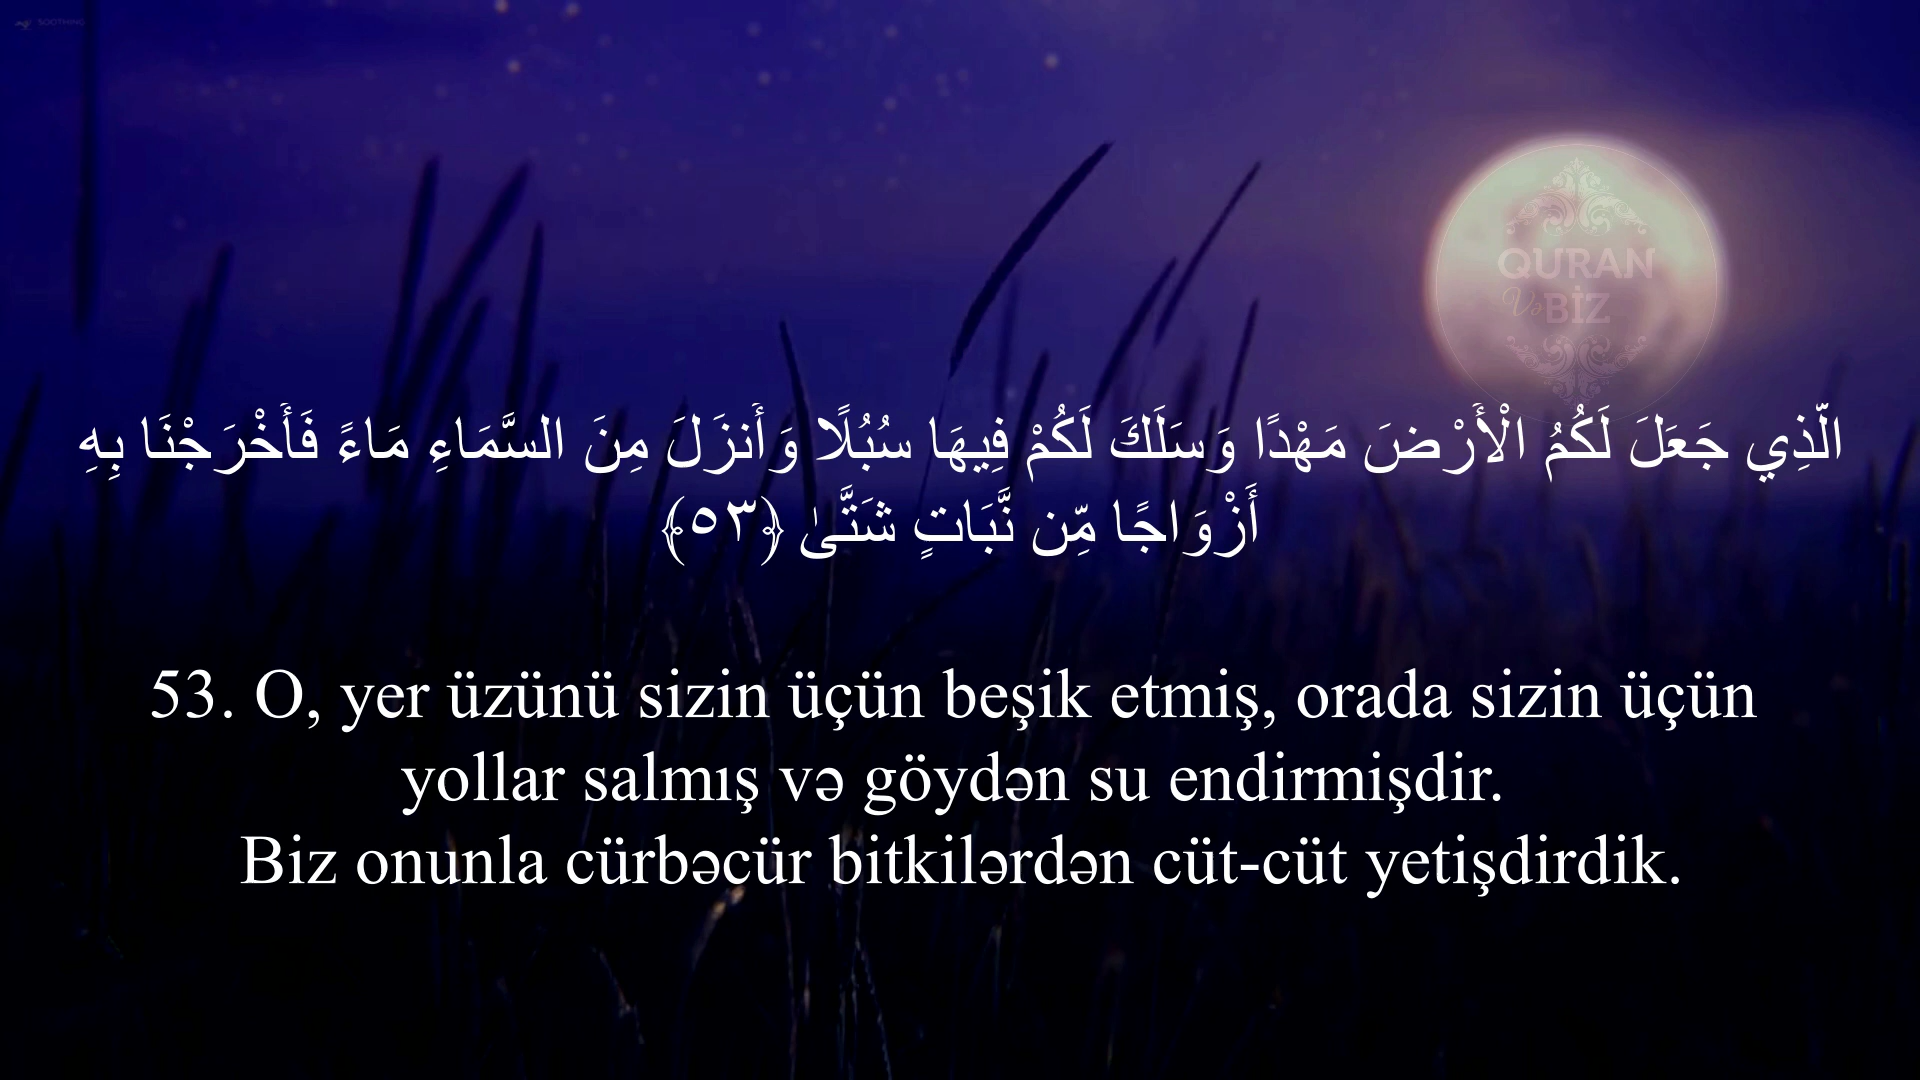 SOOTHING
QURAN
Və BİZ
الَّذِي جَعَلَ لَكُمُ الْأَرْضَ مَهْدًا وَسَلَكَ لَكُمْ فِيهَا سُبُلًا وَأَنزَلَ مِنَ السَّمَاءِ مَاءً فَأَخْرَجْنَا بِهِ
أَزْوَاجًا مِّن نَّبَاتٍ شَتَّىٰ ﴿٥٣﴾
53. O, yer üzünü sizin üçün beşik etmiş, orada sizin üçün
yollar salmış və göydən su endirmişdir.
Biz onunla cürbəcür bitkilərdən cüt-cüt yetişdirdik.